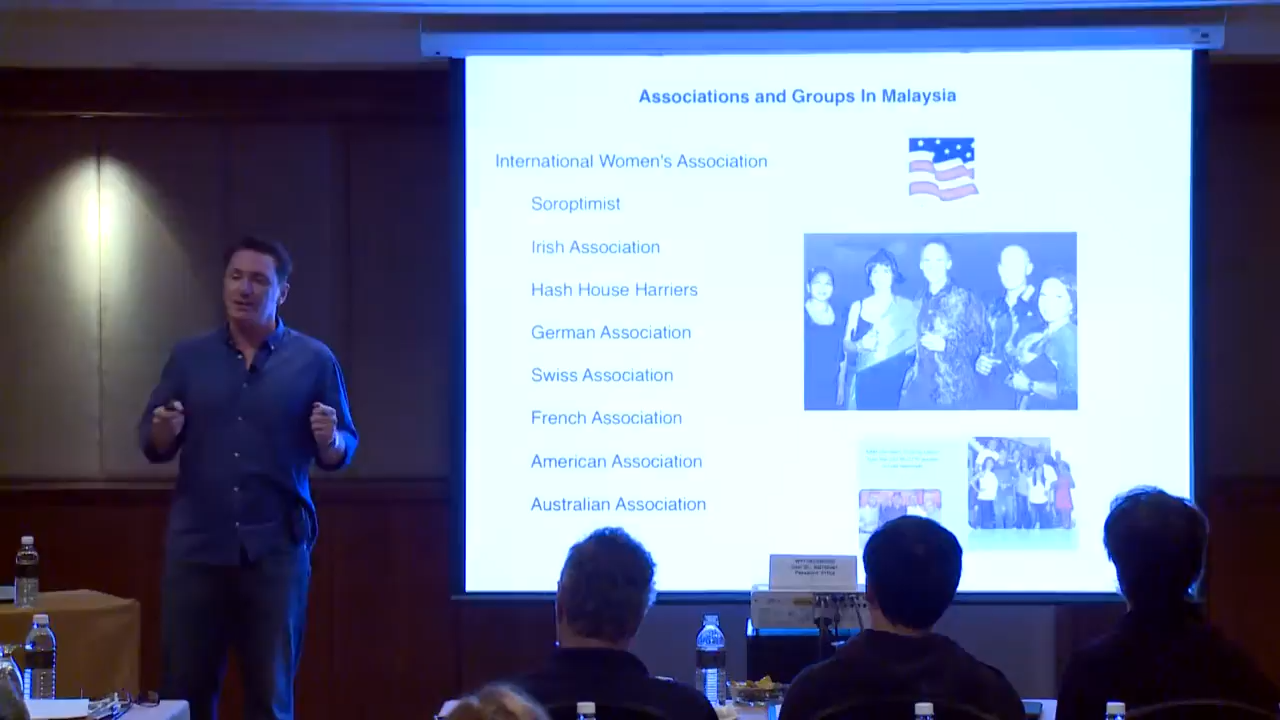 Associations and Groups In Malaysia
International Women's Association
Soroptimist
Irish Association
Hash House Harriers
German Association
Swiss Association
French Association
American Association
Australian Association